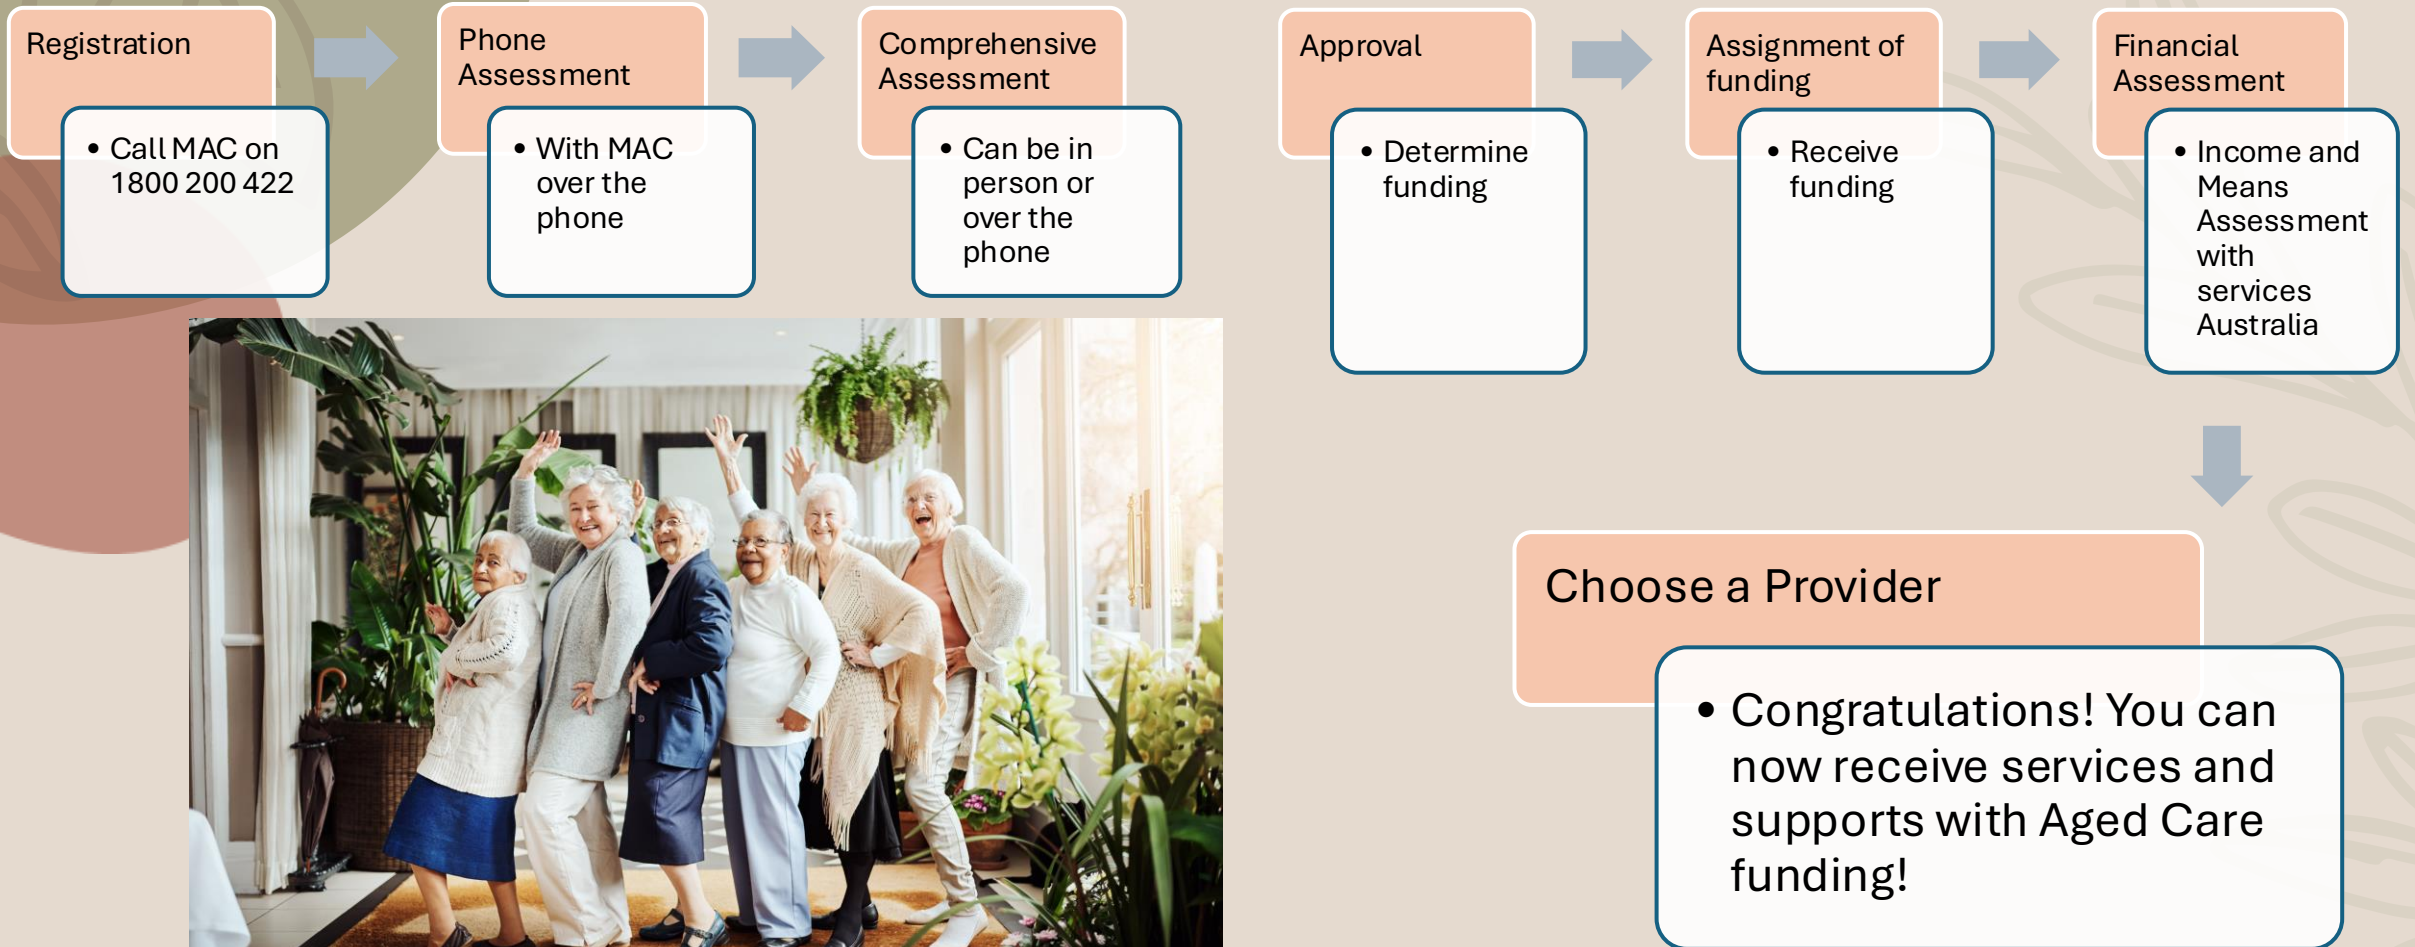 Registration
• Call MAC on
1800 200 422
Phone
Assessment
• With MAC
over the
phone
Comprehensive
Assessment
• Can be in
person or
over the
phone
Approval
• Determine
funding
Assignment of
funding
• Receive
funding
Financial
Assessment
• Income and
Means
Assessment
with
services
Australia
Choose a Provider
• Congratulations! You can
now receive services and
supports with Aged Care
funding!